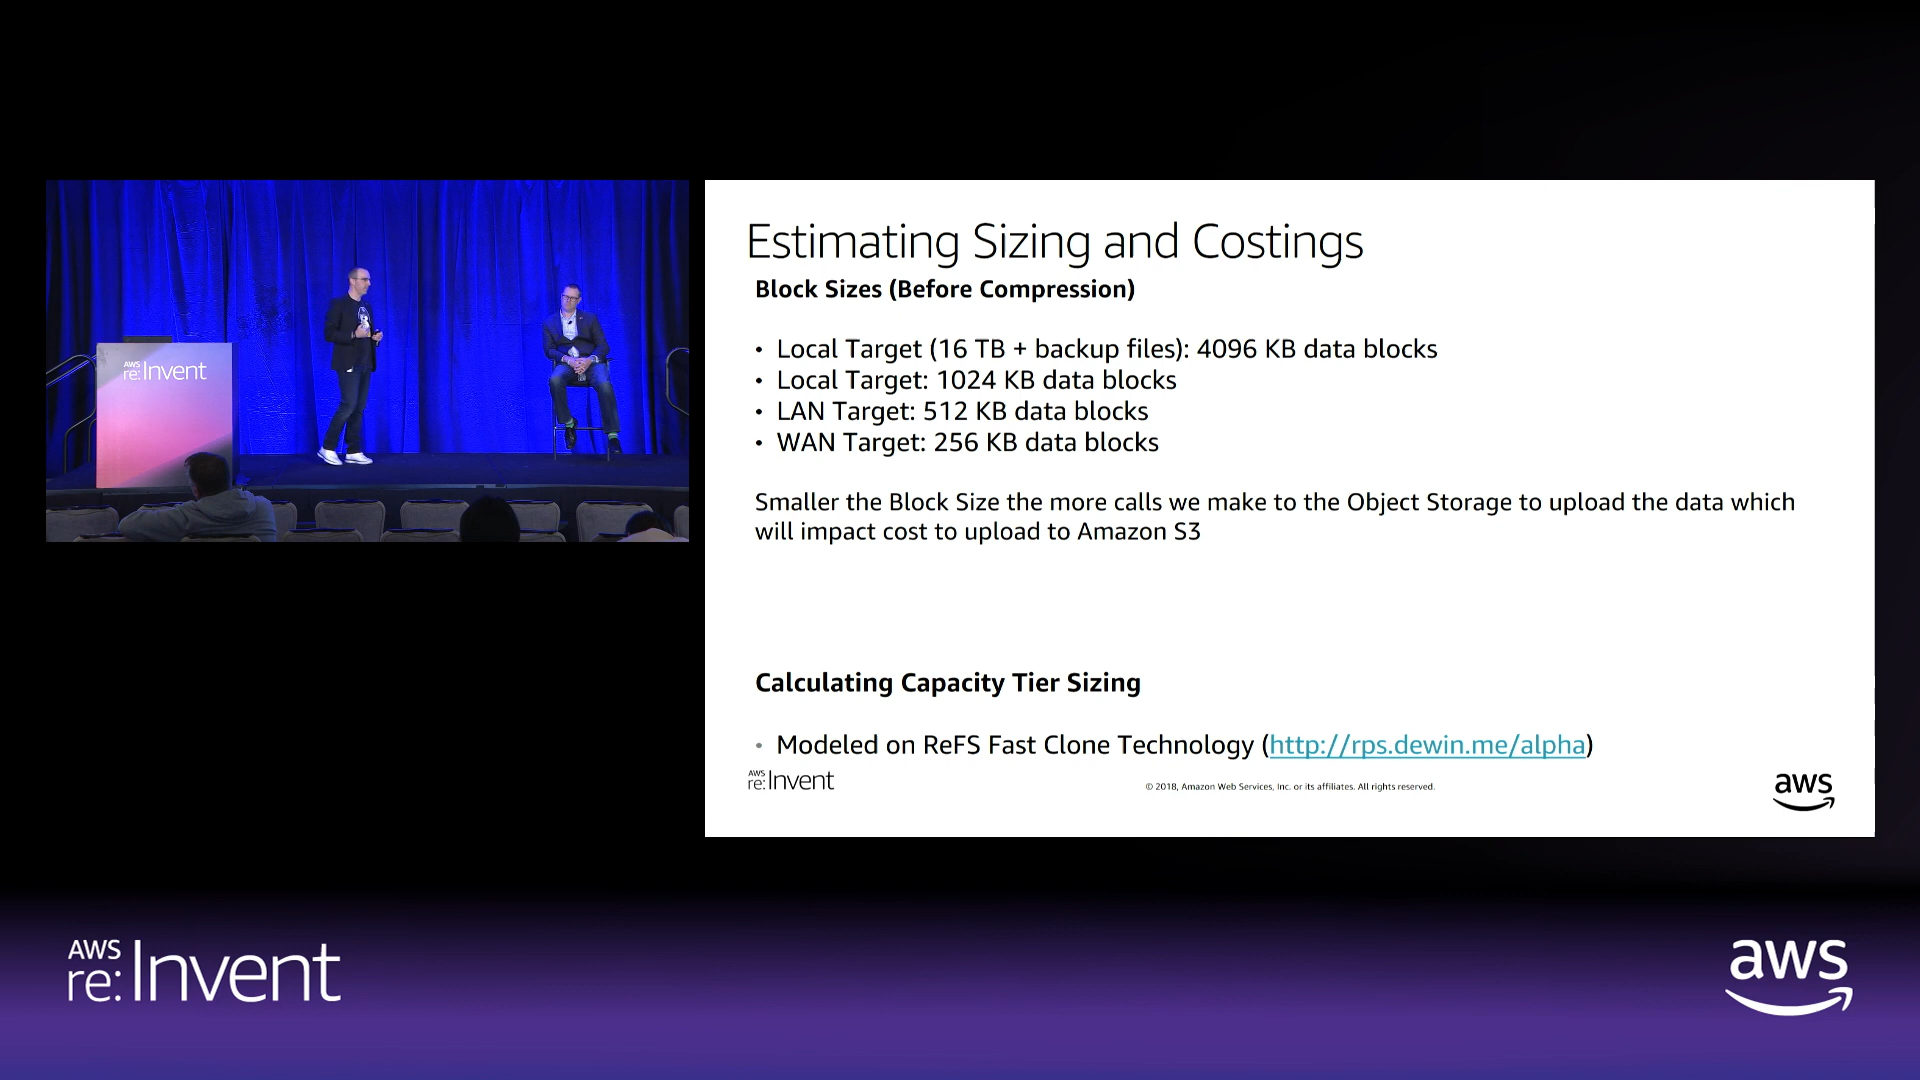 AWS
re:Invent
Estimating Sizing and Costings
Block Sizes (Before Compression)
• Local Target (16 TB + backup files): 4096 KB data blocks
• Local Target: 1024 KB data blocks
• LAN Target: 512 KB data blocks
• WAN Target: 256 KB data blocks
Smaller the Block Size the more calls we make to the Object Storage to upload the data which
will impact cost to upload to Amazon S3
Calculating Capacity Tier Sizing
• Modeled on ReFS Fast Clone Technology (http://rps.dewin.me/alpha)
AWS
re:Invent
© 2018, Amazon Web Services, Inc. or its affiliates. All rights reserved.
aws
AWS
re:Invent
aws